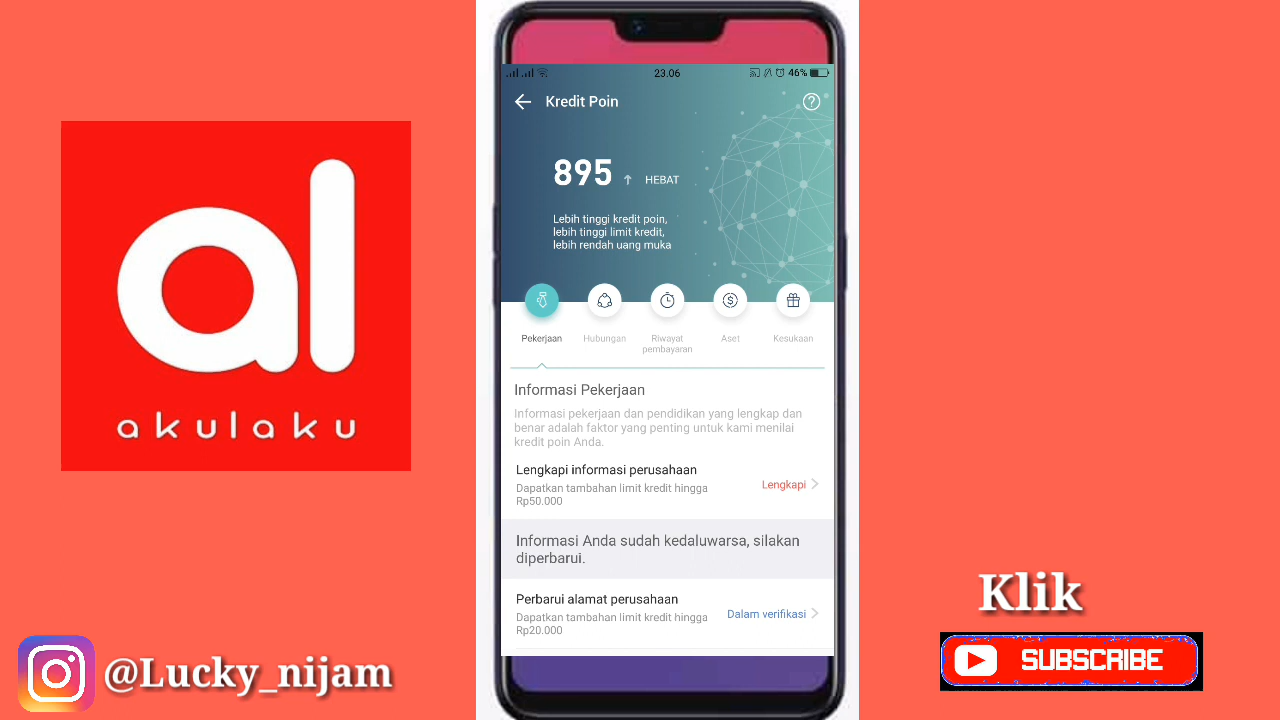 23.06
46%
Kredit Poin
895
HEBAT
Lebih tinggi kredit poin,
lebih tinggi limit kredit,
lebih rendah uang muka
Pekerjaan
Hubungan
Riwayat
pembayaran
Aset
Kesukaan
Informasi Pekerjaan
Informasi pekerjaan dan pendidikan yang lengkap dan
benar adalah faktor yang penting untuk kami menilai
kredit poin Anda.
Lengkapi informasi perusahaan
Dapatkan tambahan limit kredit hingga
Rp50.000
Lengkapi
Informasi Anda sudah kedaluwarsa, silakan
diperbarui.
Perbarui alamat perusahaan
Dapatkan tambahan limit kredit hingga
Rp20.000
Dalam verifikasi
al
akulaku
@Lucky_nijam
Klik
SUBSCRIBE